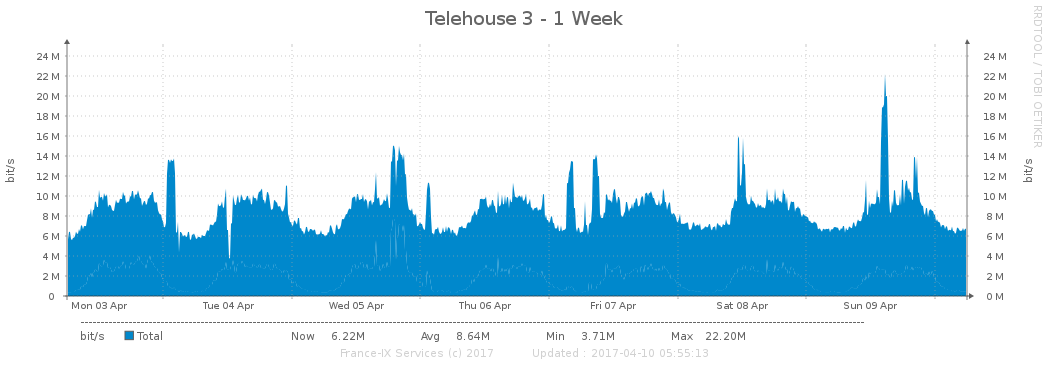 Telehouse 3 - 1 Week
RRDTOOL / TOBI OETIKER
24 M 24 M
22 M 22 M
20 M 20 M
18 M 18 M
16 M 16 M
14 M 14 M
12 M 12 M
10 M 10 M
8 M 8 M
6 M 6 M
4 M 4 M
2 M 2 M
0 0 M
bit/s bit/s
Mon 03 Apr Tue 04 Apr Wed 05 Apr Thu 06 Apr Fri 07 Apr Sat 08 Apr Sun 09 Apr
bit/s Total Now 6.22M Avg 8.64M Min 3.71M Max 22.20M
France-IX Services (c) 2017 Updated : 2017-04-10 05:55:13